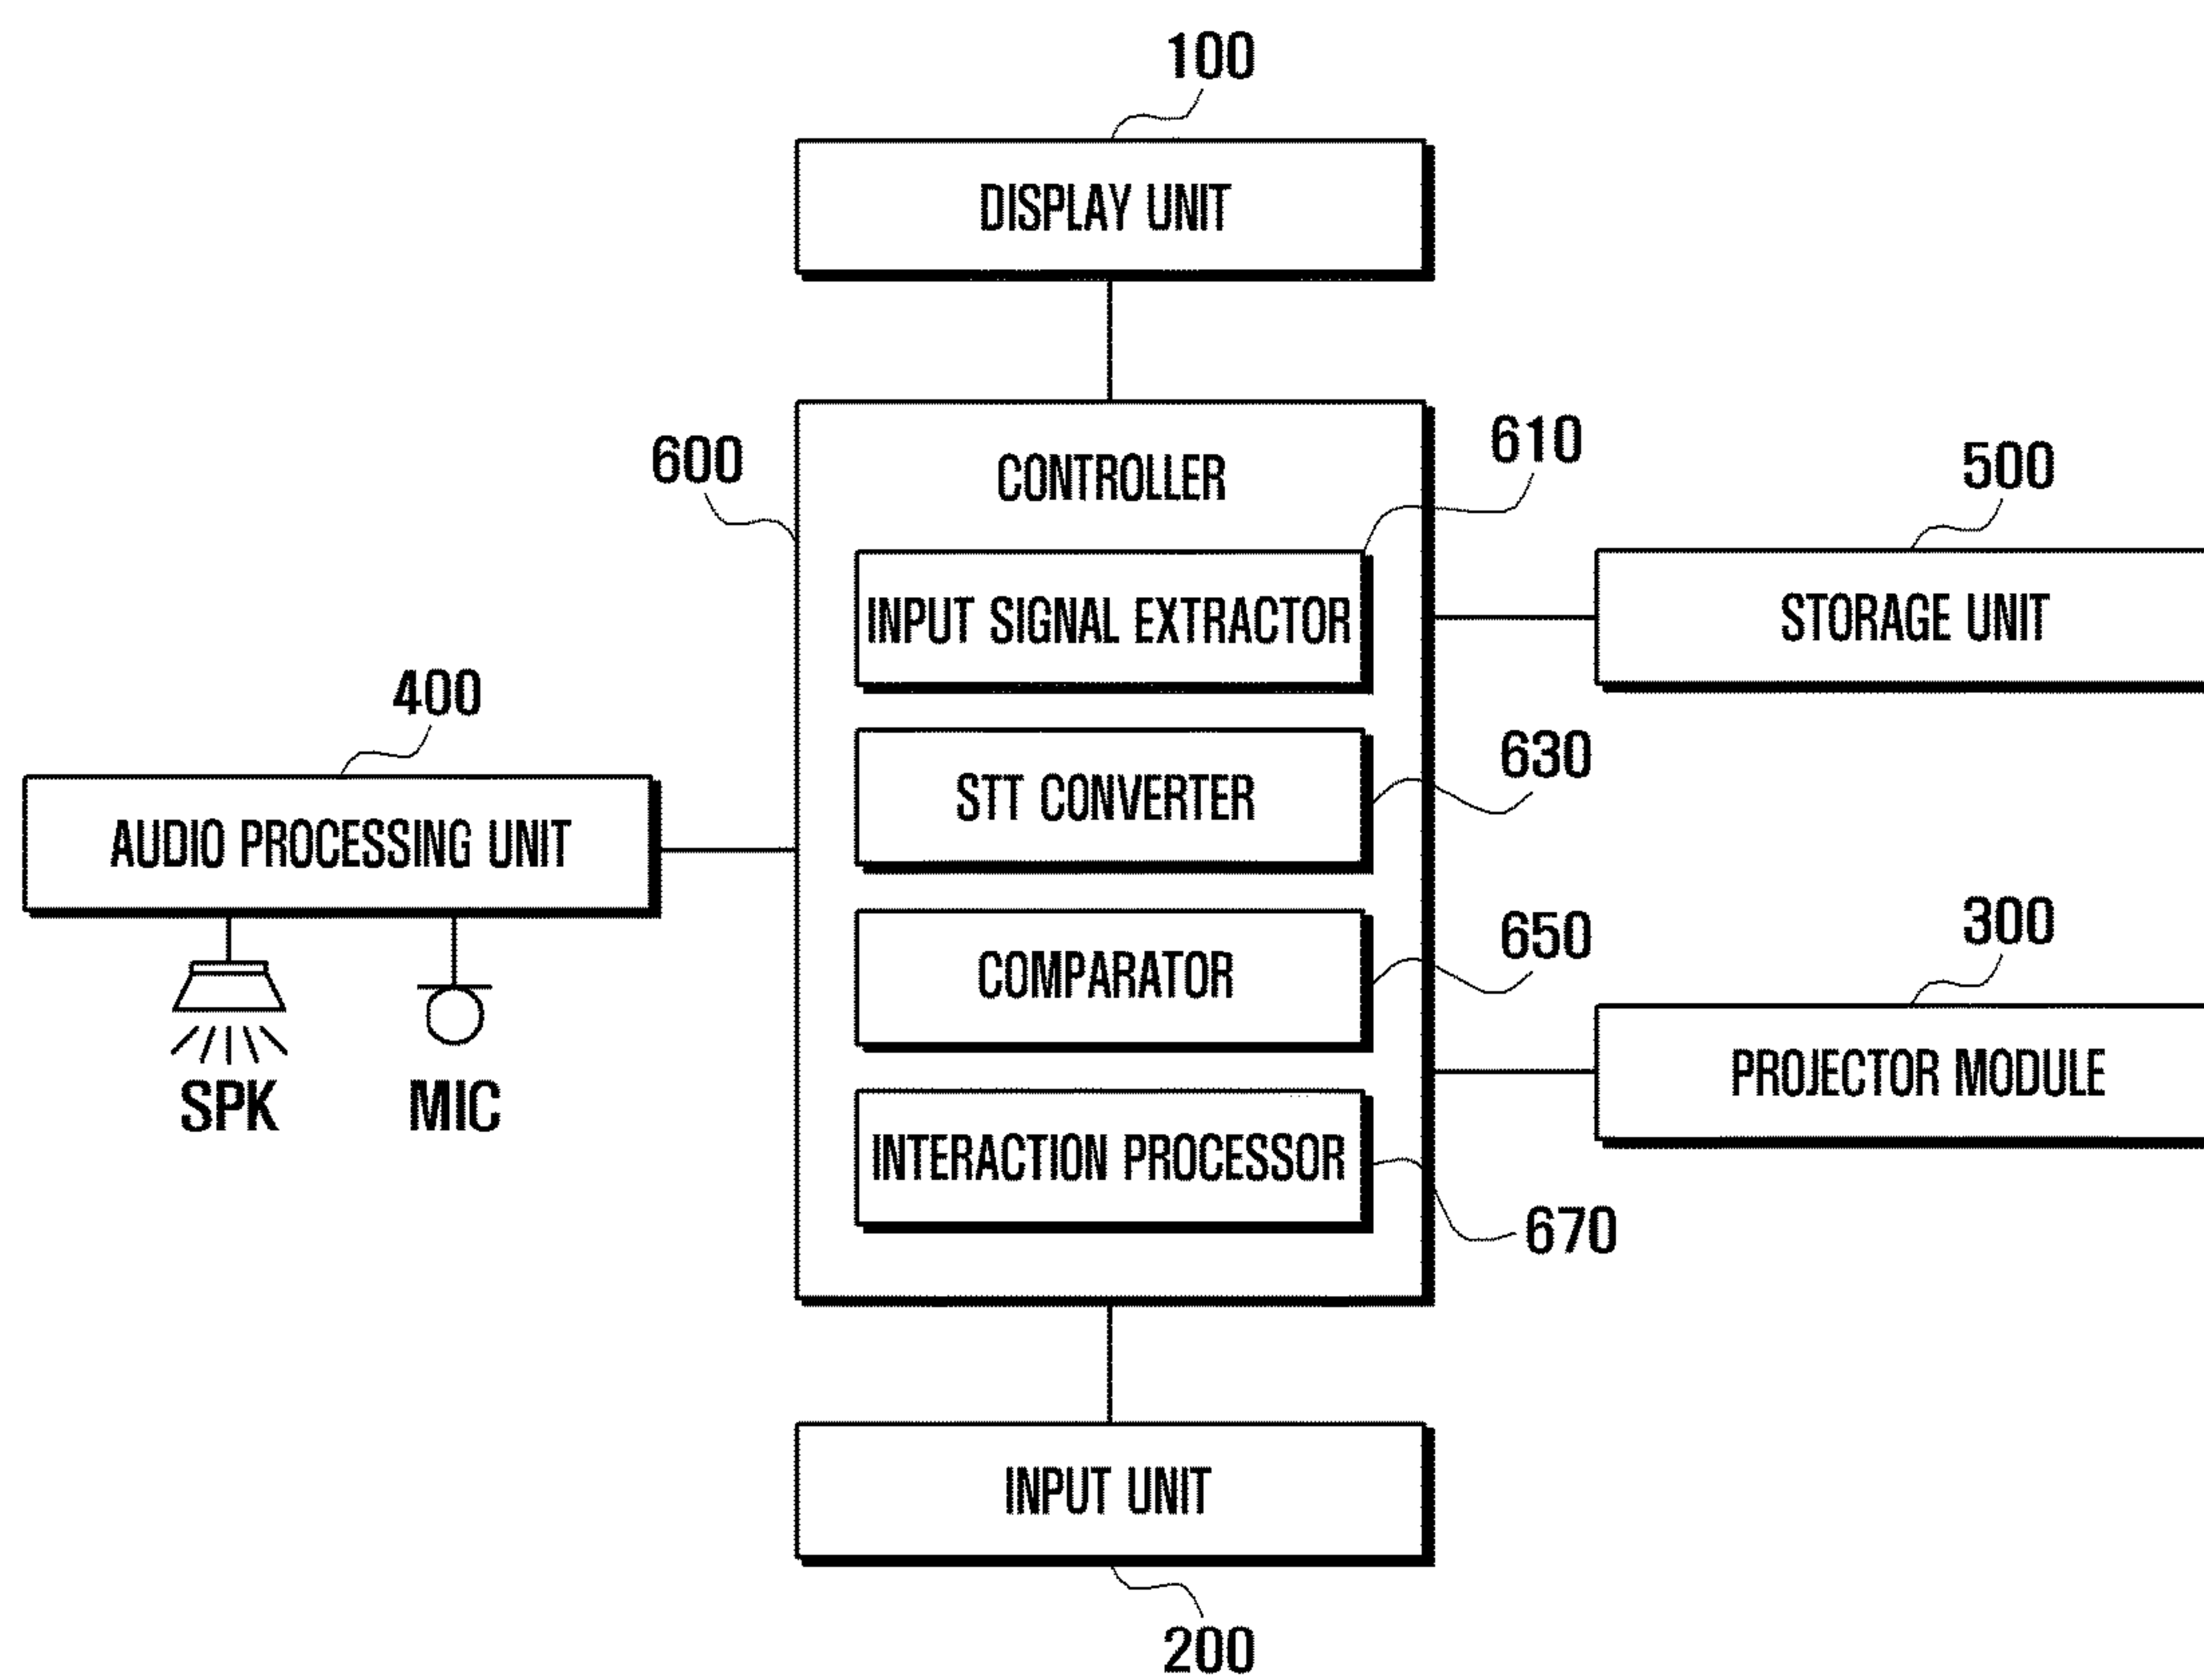 100
DISPLAY UNIT
600
CONTROLLER
610
INPUT SIGNAL EXTRACTOR
500
STORAGE UNIT
400
AUDIO PROCESSING UNIT
SPK
MIC
STT CONVERTER
630
COMPARATOR
650
300
PROJECTOR MODULE
INTERACTION PROCESSOR
670
INPUT UNIT
200